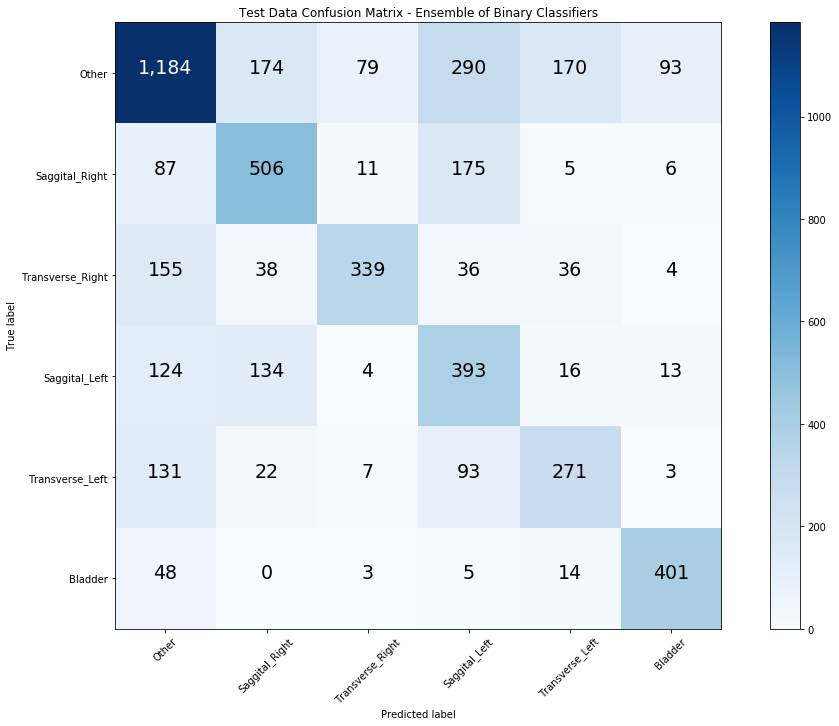 Test Data Confusion Matrix - Ensemble of Binary Classifiers
Other 1,184 174 79 290 170 93
Saggital_Right 87 506 11 175 5 6
Transverse_Right 155 38 339 36 36 4
Saggital_Left 124 134 4 393 16 13
Transverse_Left 131 22 7 93 271 3
Bladder 48 0 3 5 14 401
Other Saggital_Right Transverse_Right Saggital_Left Transverse_Left Bladder
True label
Predicted label
1000
800
600
400
200
0